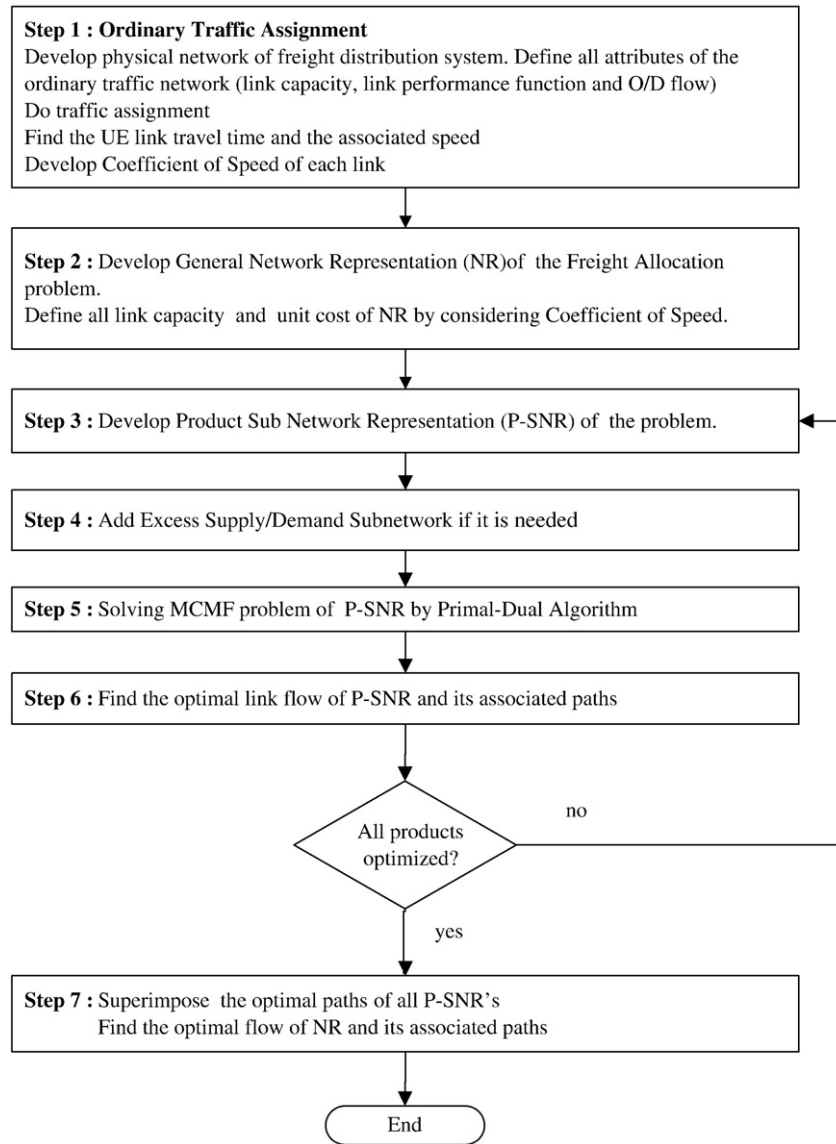 Step 1 : Ordinary Traffic Assignment
Develop physical network of freight distribution system. Define all attributes of the
ordinary traffic network (link capacity, link performance function and O/D flow)
Do traffic assignment
Find the UE link travel time and the associated speed
Develop Coefficient of Speed of each link
Step 2 : Develop General Network Representation (NR)of the Freight Allocation
problem.
Define all link capacity and unit cost of NR by considering Coefficient of Speed.
Step 3 : Develop Product Sub Network Representation (P-SNR) of the problem.
Step 4 : Add Excess Supply/Demand Subnetwork if it is needed
Step 5 : Solving MCMF problem of P-SNR by Primal-Dual Algorithm
Step 6 : Find the optimal link flow of P-SNR and its associated paths
no
All products
optimized?
yes
Step 7 : Superimpose the optimal paths of all P-SNR's
Find the optimal flow of NR and its associated paths
End